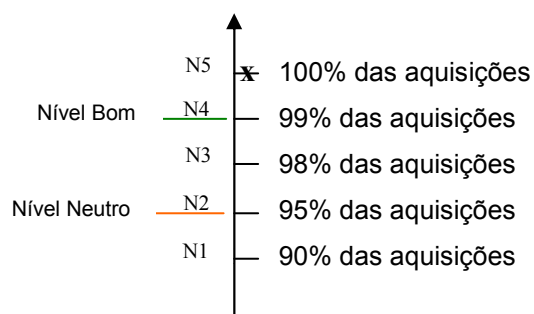 N5 x 100% das aquisições
Nível Bom N4 99% das aquisições
N3 98% das aquisições
Nível Neutro N2 95% das aquisições
N1 90% das aquisições